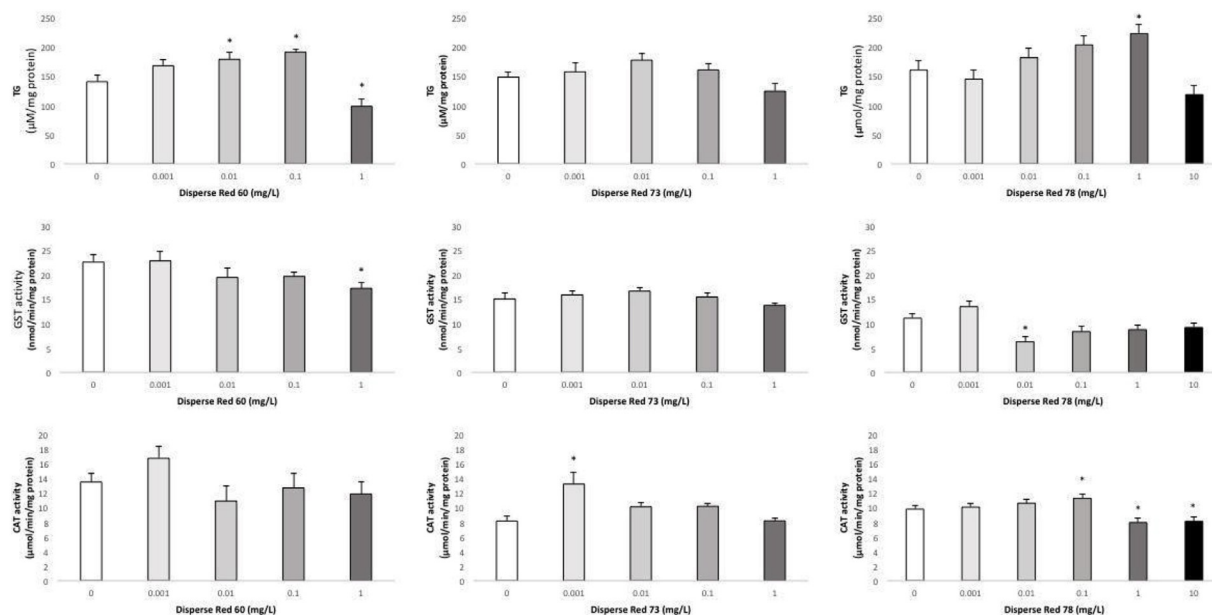 250
200
150
100
50
0
TG
(µM/mg protein)
*
*
*
0 0.001 0.01 0.1 1
Disperse Red 60 (mg/L)
250
200
150
100
50
0
TG
(µM/mg protein)
0 0.001 0.01 0.1 1
Disperse Red 73 (mg/L)
250
200
150
100
50
0
TG
(µmol/mg protein)
*
0 0.001 0.01 0.1 1 10
Disperse Red 78 (mg/L)
30
25
20
15
10
5
0
GST activity
(nmol/min/mg protein)
*
0 0.001 0.01 0.1 1
Disperse Red 60 (mg/L)
30
25
20
15
10
5
0
GST activity
(nmol/min/mg protein)
0 0.001 0.01 0.1 1
Disperse Red 73 (mg/L)
30
25
20
15
10
5
0
GST activity
(nmol/min/mg protein)
*
0 0.001 0.01 0.1 1 10
Disperse Red 78 (mg/L)
20
18
16
14
12
10
8
6
4
2
0
CAT activity
(µmol/min/mg protein)
0 0.001 0.01 0.1 1
Disperse Red 60 (mg/L)
20
18
16
14
12
10
8
6
4
2
0
CAT activity
(µmol/min/mg protein)
*
0 0.001 0.01 0.1 1
Disperse Red 73 (mg/L)
20
18
16
14
12
10
8
6
4
2
0
CAT activity
(µmol/min/mg protein)
*
*
*
0 0.001 0.01 0.1 1 10
Disperse Red 78 (mg/L)